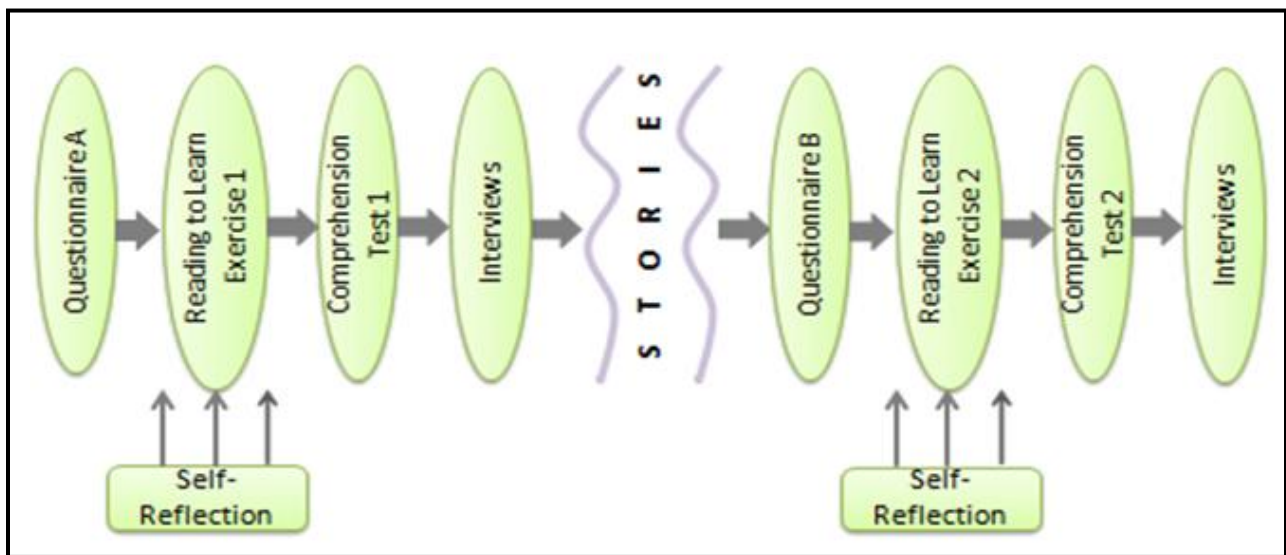 Questionnaire A
Reading to Learn
Exercise 1
Comprehension
Test 1
Interviews
STORIES
Questionnaire B
Reading to Learn
Exercise 2
Comprehension
Test 2
Interviews
Self-
Reflection
Self-
Reflection